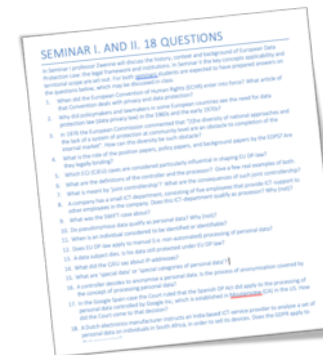 SEMINAR I. AND II. 18 QUESTIONS
In Seminar I professor Zwenne will discuss the history, context and background of European Data
Protection case: the legal framework and institutions. In Seminar II the key concepts applicability and
territorial scope are set out. For both seminars students are expected to have prepared answers on
the questions below, which may be discussed in class.
1. When did the European Convention of Human Rights (ECHR) enter into force? What article of
that Convention deals with privacy and data protection?
2. Why did policymakers and lawmakers in some European countries see the need for data
protection law (data privacy law) in the 1960s and the early 1970s?
3. In 1976 the European Commission commented that "(t)he diversity of national approaches and
the lack of a system of protection at community level are an obstacle to completion of the
internal market". How can this diversity be such obstacle?
4. What is the role of the position papers, policy papers, and background papers by the EDPS? Are
they legally binding?
5. Which ECJ (CJEU) cases are considered particularly influential in shaping EU DP-law?
6. What are the definitions of the controller and the processor? Give a few real examples of both.
7. What is meant by 'joint controllership'? What are the consequences of such joint controllership?
8. A company has a small ICT-department, consisting of five employees that provide ICT-support to
other employees in the company. Does this ICT-department qualify as processor? Why (not)?
9. What was the SWIFT-case about?
10. Do pseudonymous data qualify as personal data? Why (not)?
11. When is an individual considered to be identified or identifiable?
12. Does EU DP law apply to manual (i.e. non-automated) processing of personal data?
13. A data subject dies. Is his data still protected under EU DP law?
14. What did the CJEU say about IP-addresses?
15. What are 'special data' or 'special categories of personal data'?
16. A controller decides to anonymise personal data. Is the process of anonymisation covered by
the concept of processing personal data?
17. In the Google Spain case the Court ruled that the Spanish DP Act did apply to the processing of
personal data controlled by Google Inc, which is established in (CA) in the US. How
did the Court come to that decision?
18. A Dutch electronics manufacturer instructs an India-based ICT-service provider to analyse a set of
personal data on individuals in South Africa, in order to sell its devices. Does the GDPR apply to